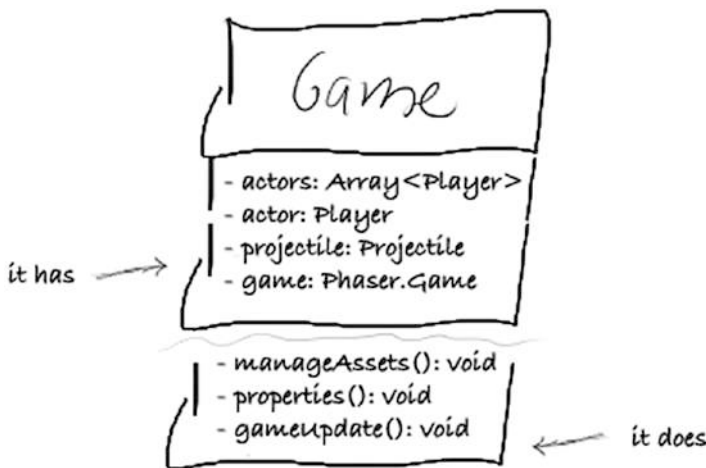 Game
- actors: Array<Player>
- actor: Player
- projectile: Projectile
- game: Phaser.Game
it has
- manageAssets(): void
- properties(): void
- gameUpdate(): void
it does